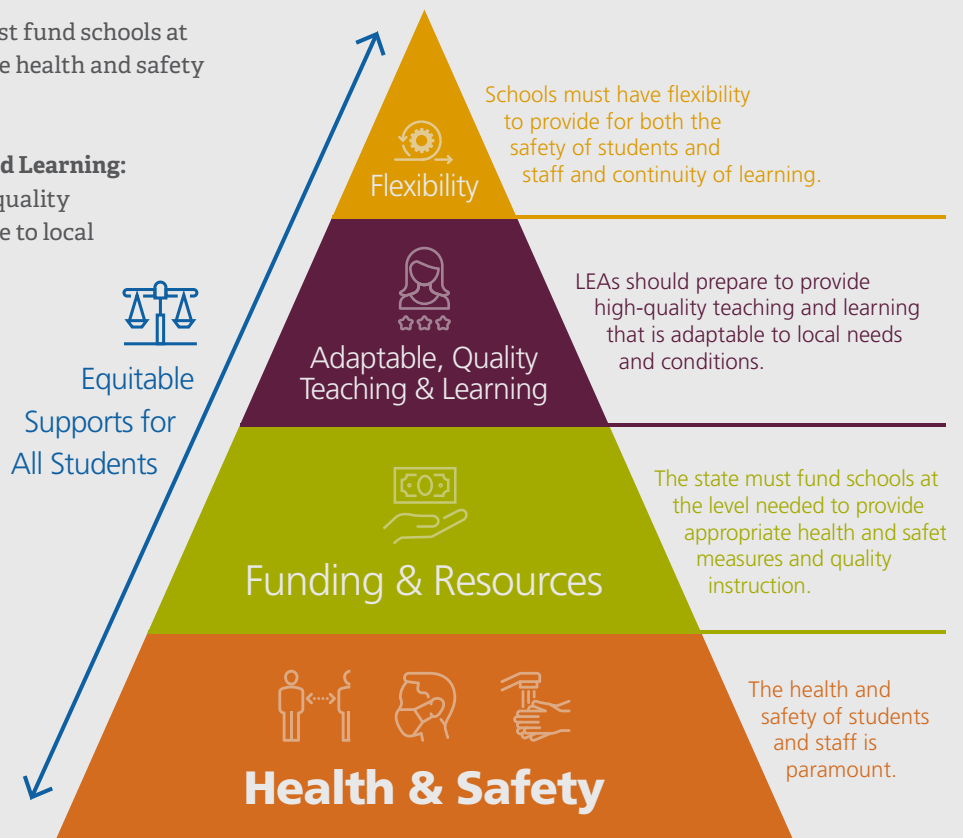 st fund schools at
e health and safety
d Learning:
quality
e to local
Equitable
Supports for
All Students
Flexibility
Schools must have flexibility
to provide for both the
safety of students and
staff and continuity of learning.
Adaptable, Quality
Teaching & Learning
LEAs should prepare to provide
high-quality teaching and learning
that is adaptable to local needs
and conditions.
Funding & Resources
The state must fund schools at
the level needed to provide
appropriate health and safet
measures and quality
instruction.
Health & Safety
The health and
safety of students
and staff is
paramount.